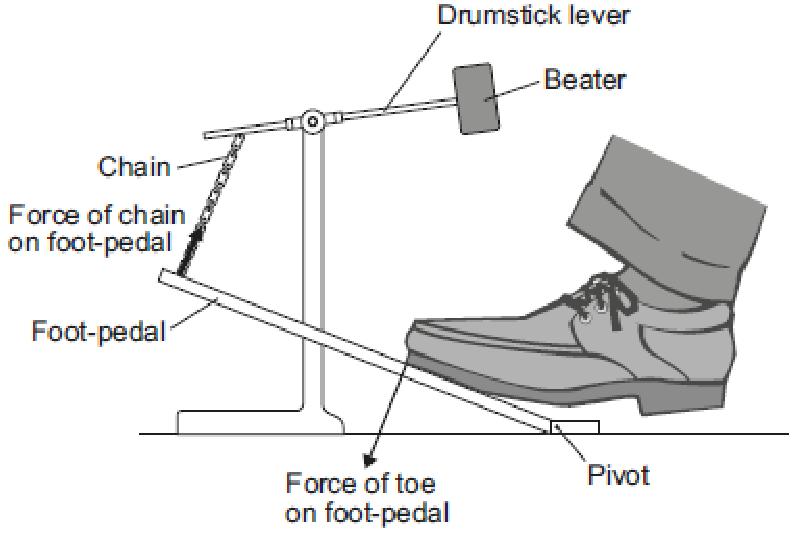 Drumstick lever
Beater
Chain
Force of chain
on foot-pedal
Foot-pedal
Force of toe
on foot-pedal
Pivot